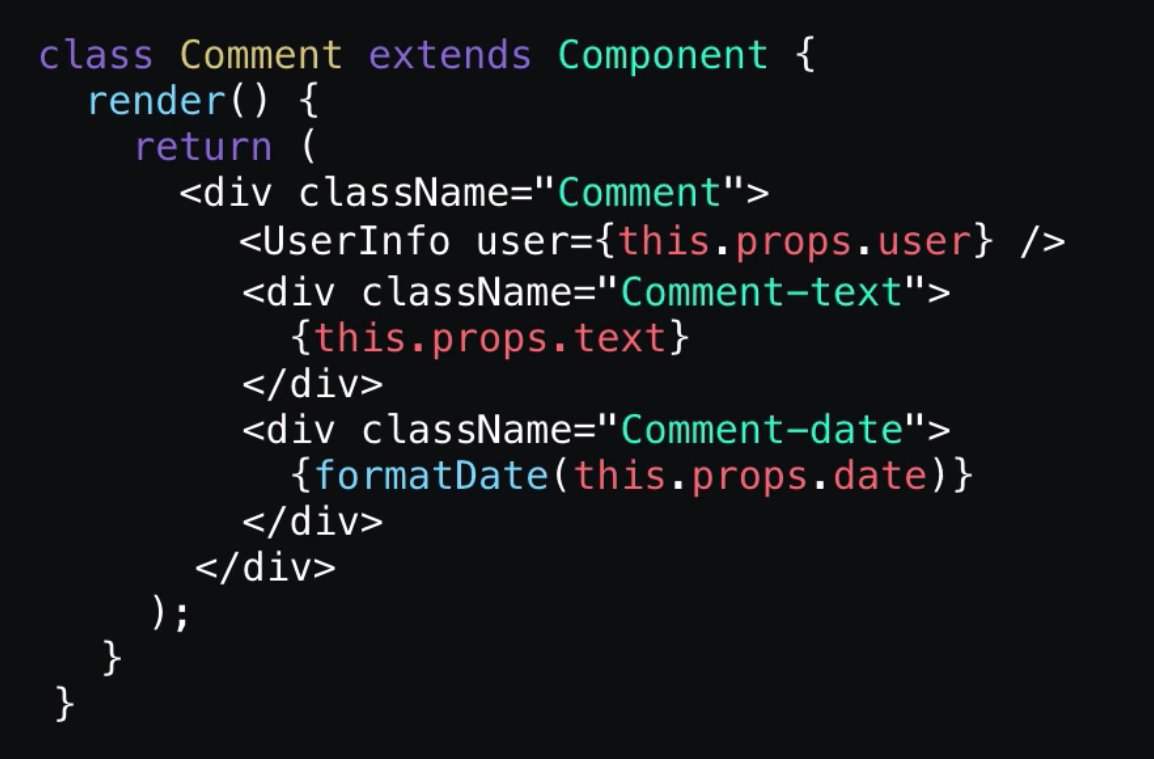 class Comment extends Component {
  render() {
    return (
      <div className="Comment">
        <UserInfo user={this.props.user} />
        <div className="Comment-text">
          {this.props.text}
        </div>
        <div className="Comment-date">
          {formatDate(this.props.date)}
        </div>
      </div>
    );
  }
}